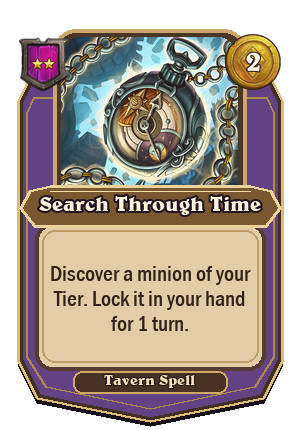 2
Search Through Time
Discover a minion of your
Tier. Lock it in your hand
for 1 turn.
Tavern Spell